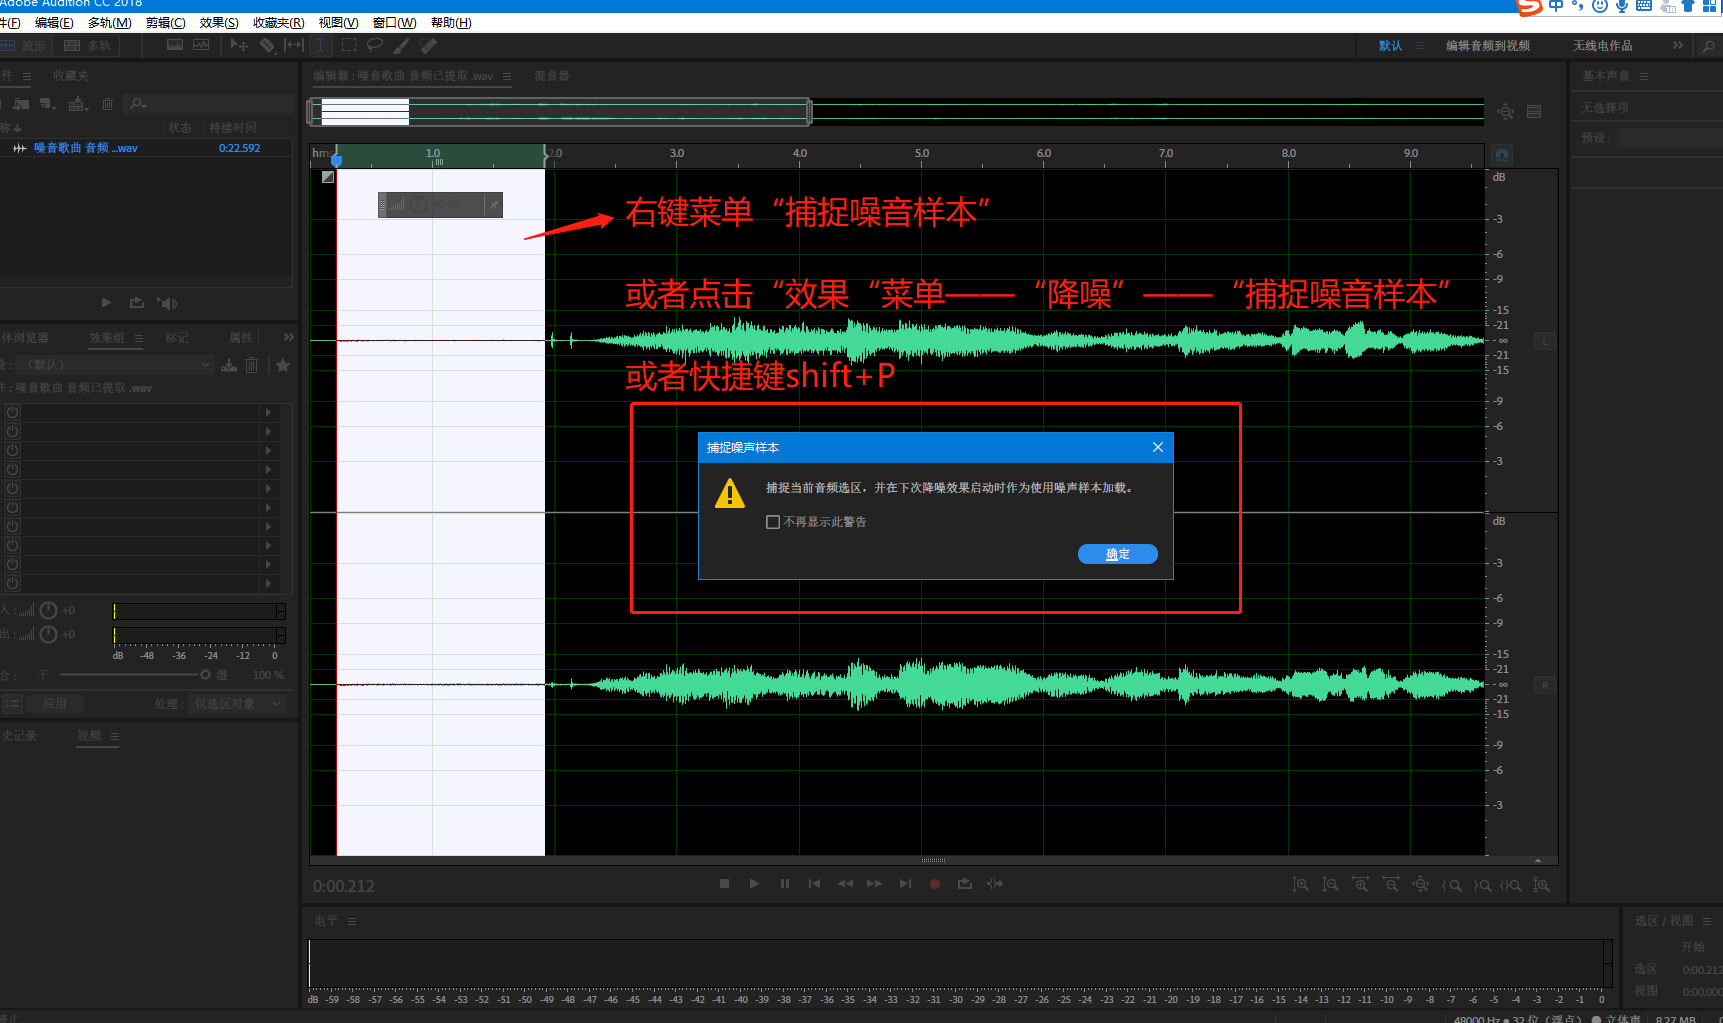 Adobe Audition CC 2018
中
件(F) 编辑(E) 多轨(M) 剪辑(C) 效果(S) 收藏夹(R) 视图(V) 窗口(W) 帮助(H)
波形 多轨 默认 编辑音频到视频 无线电作品
件 收藏夹
编辑器：噪音歌曲 音频已提取 .wav 混音器
基本声音
无选择项
预设：
称 状态 持续时间
噪音歌曲 音频 ...wav 0:22.592
hms 1.0 2.0 3.0 4.0 5.0 6.0 7.0 8.0 9.0
+0 dB
右键菜单“捕捉噪音样本”
或者点击“效果“菜单——“降噪”——“捕捉噪音样本”
或者快捷键shift+P
捕捉噪声样本
捕捉当前音频选区，并在下次降噪效果启动时作为使用噪声样本加载。
不再显示此警告
确定
dB
-3
-6
-9
-15
-21
-∞
-21
-15
-9
-6
-3
L
dB
-3
-6
-9
-15
-21
-∞
-21
-15
-9
-6
-3
R
体浏览器 效果组 标记 属性
设： （默认）
件：噪音歌曲 音频已提取 .wav
入： +0
出： +0
dB -48 -36 -24 -12 0
合： 干 湿 100 %
应用 处理： 仅选区对象
史记录 视频
0:00.212
电平
dB -59 -58 -57 -56 -55 -54 -53 -52 -51 -50 -49 -48 -47 -46 -45 -44 -43 -42 -41 -40 -39 -38 -37 -36 -35 -34 -33 -32 -31 -30 -29 -28 -27 -26 -25 -24 -23 -22 -21 -20 -19 -18 -17 -16 -15 -14 -13 -12 -11 -10 -9 -8 -7 -6 -5 -4 -3 -2 -1 0
选区 / 视图
开始
选区 0:00.212
视图 0:00.000
停止
48000 Hz ● 32 位（浮点） ● 立体声 8.27 MB